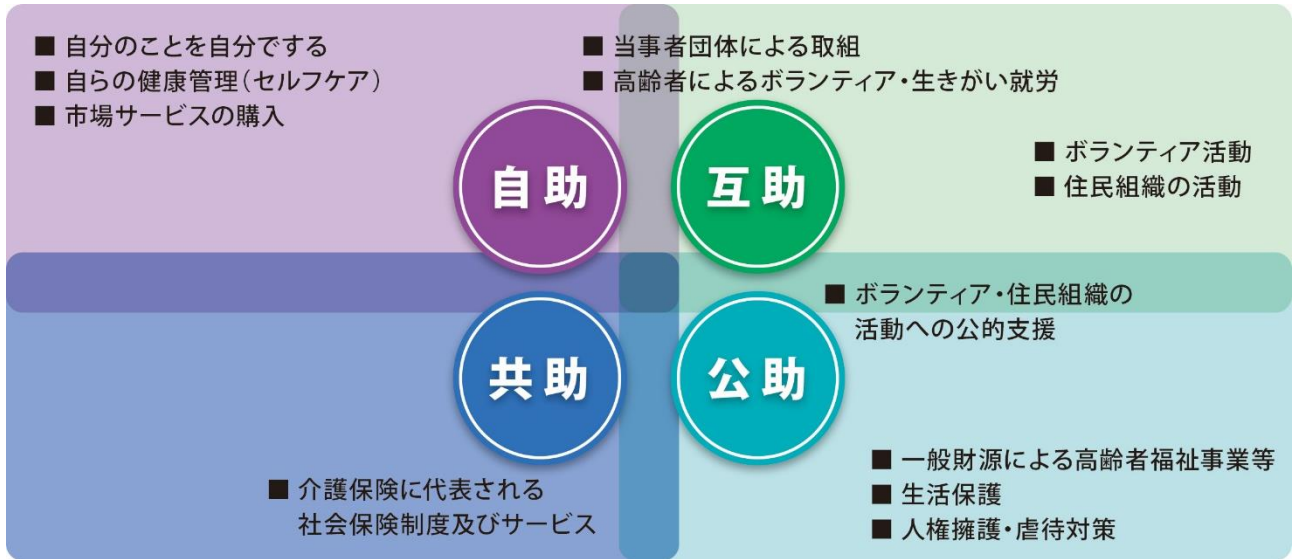 ■ 自分のことを自分でする
■ 自らの健康管理(セルフケア)
■ 市場サービスの購入
■ 当事者団体による取組
■ 高齢者によるボランティア・生きがい就労
■ ボランティア活動
■ 住民組織の活動
自助
互助
■ ボランティア・住民組織の
活動への公的支援
共助
公助
■ 介護保険に代表される
社会保険制度及びサービス
■ 一般財源による高齢者福祉事業等
■ 生活保護
■ 人権擁護・虐待対策